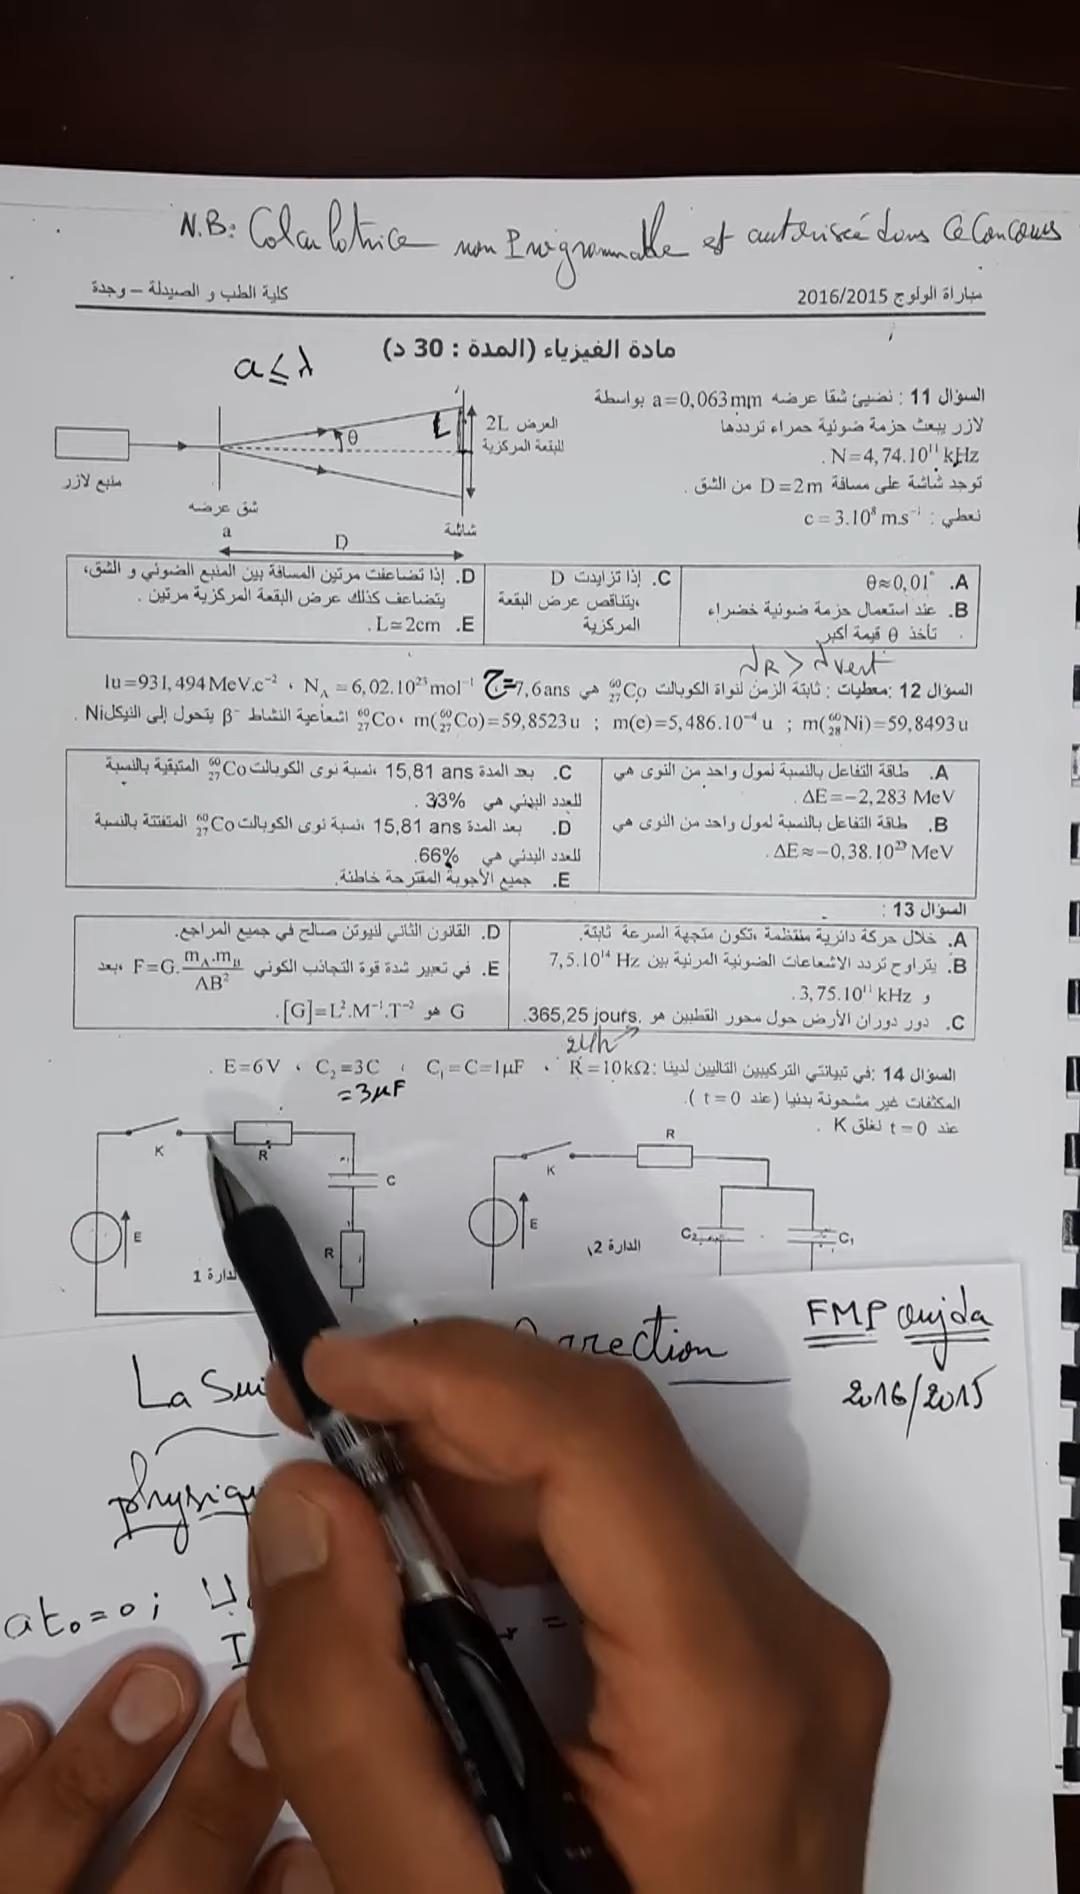 N.B: Calculatrice non Programmable et autorisée dans ce Concours
مباراة الولوج 2016/2015
كلية الطب و الصيدلة – وجدة
مادة الفيزياء (المدة : 30 د)
a ≤ λ
السؤال 11 : نضيئ شقا عرضه a=0,063mm بواسطة
لازر يبعث حزمة ضوئية حمراء ترددها
N=4,74.10¹¹ kHz .
توجد شاشة على مسافة D=2m من الشق .
نعطي : c = 3.10⁸ m.s⁻¹
منبع لازر
شق عرضه
a
θ
L
العرض 2L
للبقعة المركزية
شاشة
D
A. θ≈0,01°
B. عند استعمال حزمة ضوئية خضراء
تأخذ θ قيمة أكبر
C. إذا تزايدت D
،يتناقص عرض البقعة
المركزية
D. إذا تضاعفت مرتين المسافة بين المنبع الضوئي و الشق،
يتضاعف كذلك عرض البقعة المركزية مرتين .
E. L≃2cm .
λR > λvert
السؤال 12 :معطيات : ثابتة الزمن لنواة الكوبالت ⁶⁰₂₇Co هي τ=7,6ans ، N_A = 6,02.10²³mol⁻¹ ، 1u=931,494MeV.c⁻²
m(⁶⁰₂₇Co)=59,8523u ; m(e)=5,486.10⁻⁴u ; m(⁶⁰₂₈Ni)=59,8493u ، ⁶⁰₂₇Co اشعاعية النشاط β⁻ يتحول إلى النيكل Ni .
A. طاقة التفاعل بالنسبة لمول واحد من النوى هي
ΔE=−2,283 MeV .
B. طاقة التفاعل بالنسبة لمول واحد من النوى هي
ΔE≈−0,38.10²³ MeV .
C. بعد المدة 15,81 ans ،نسبة نوى الكوبالت ⁶⁰₂₇Co المتبقية بالنسبة
للعدد البدئي هي 33% .
D. بعد المدة 15,81 ans ،نسبة نوى الكوبالت ⁶⁰₂₇Co المتفتتة بالنسبة
للعدد البدئي هي 66%.
E. جميع الأجوبة المقترحة خاطئة.
السؤال 13 :
A. خلال حركة دائرية منتظمة ،تكون متجهة السرعة ثابتة.
B. يتراوح تردد الاشعاعات الضوئية المرئية بين 7,5.10¹⁴ Hz
و 3,75.10¹¹ kHz .
C. دور دوران الأرض حول محور القطبين هو 365,25 jours.
D. القانون الثاني لنيوتن صالح في جميع المراجع.
E. في تعبير شدة قوة التجاذب الكوني F=G.m_A.m_B/AB² ،بعد
G هو [G]=L².M⁻¹.T⁻² .
24h
السؤال 14 :في تبيانتي التركيبين التاليين لدينا : R=10kΩ ، C₁=C=1μF ، C₂=3C ، E=6V .
=3μF
المكثفات غير مشحونة بدئيا (عند t=0 ).
عند t=0 نغلق K .
K
R
C
E
R
K
R
E
C₂
C₁
الدارة 2
Correction
FMP Oujda
2016/2015
La
at₀=0 ;